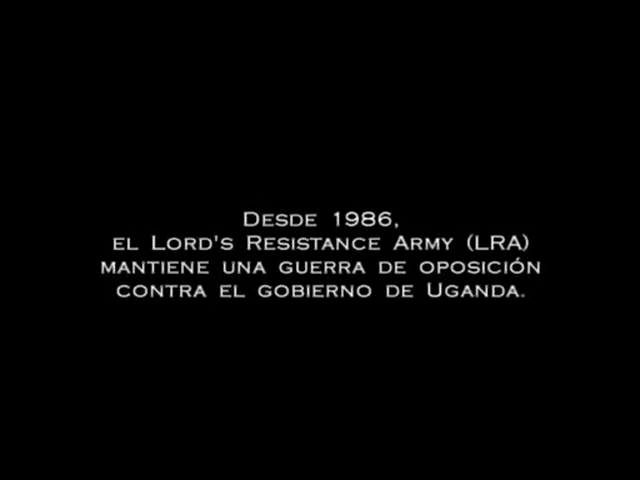 Desde 1986,
el Lord's Resistance Army (LRA)
mantiene una guerra de oposición
contra el gobierno de Uganda.